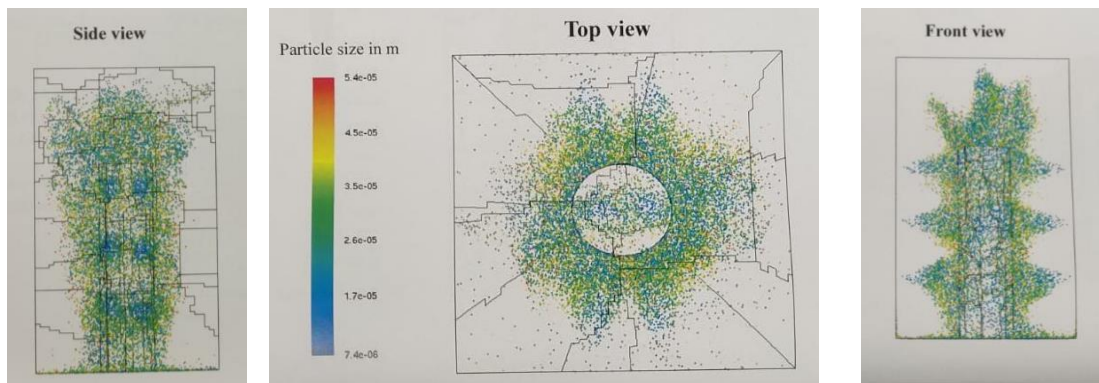 Side view
Top view
Particle size in m
5.4e-05
4.5e-05
3.5e-05
2.6e-05
1.7e-05
7.4e-06
Front view